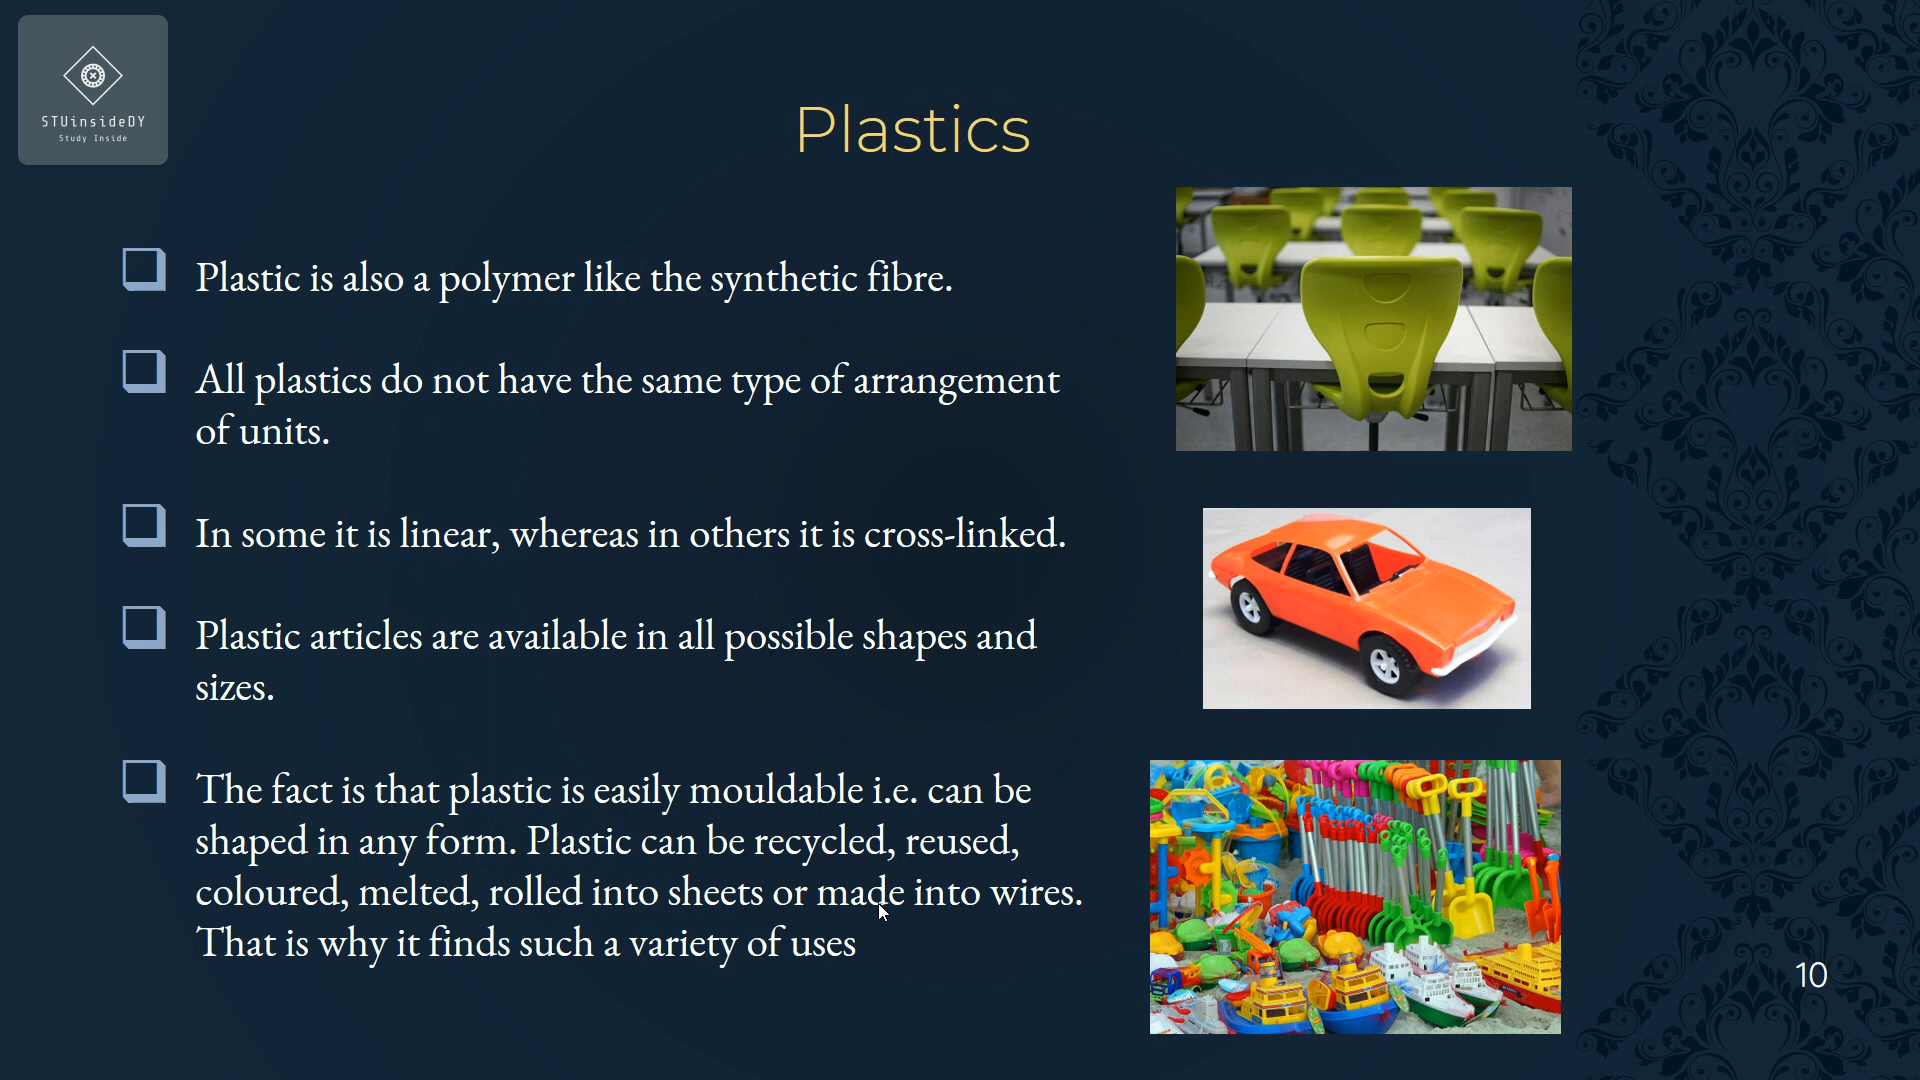 STUinsideDY
Study Inside
Plastics
Plastic is also a polymer like the synthetic fibre.
All plastics do not have the same type of arrangement
of units.
In some it is linear, whereas in others it is cross-linked.
Plastic articles are available in all possible shapes and
sizes.
The fact is that plastic is easily mouldable i.e. can be
shaped in any form. Plastic can be recycled, reused,
coloured, melted, rolled into sheets or made into wires.
That is why it finds such a variety of uses
10